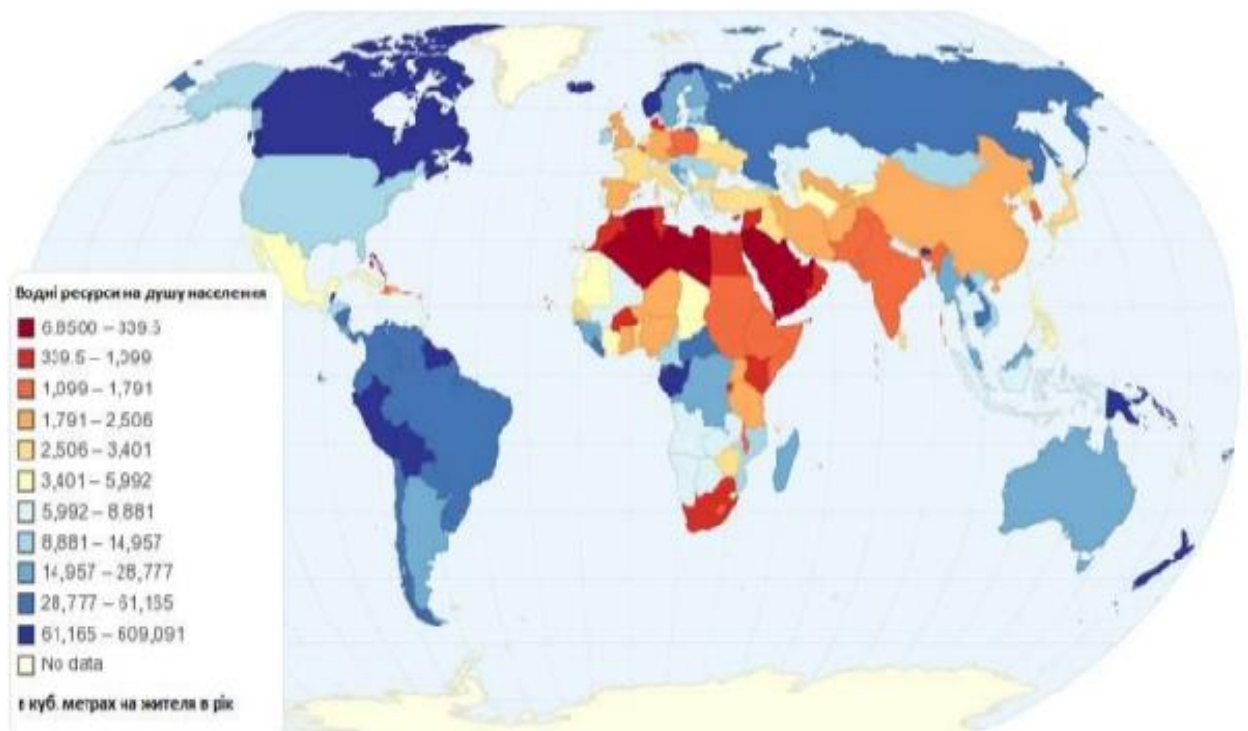 Водні ресурси на душу населення
6.8500 – 339.5
339.5 – 1,099
1,099 – 1,791
1,791 – 2,506
2,506 – 3,401
3,401 – 5,992
5,992 – 8,881
8,881 – 14,957
14,957 – 28,777
28,777 – 61,165
61,165 – 609,091
No data
в куб. метрах на жителя в рік